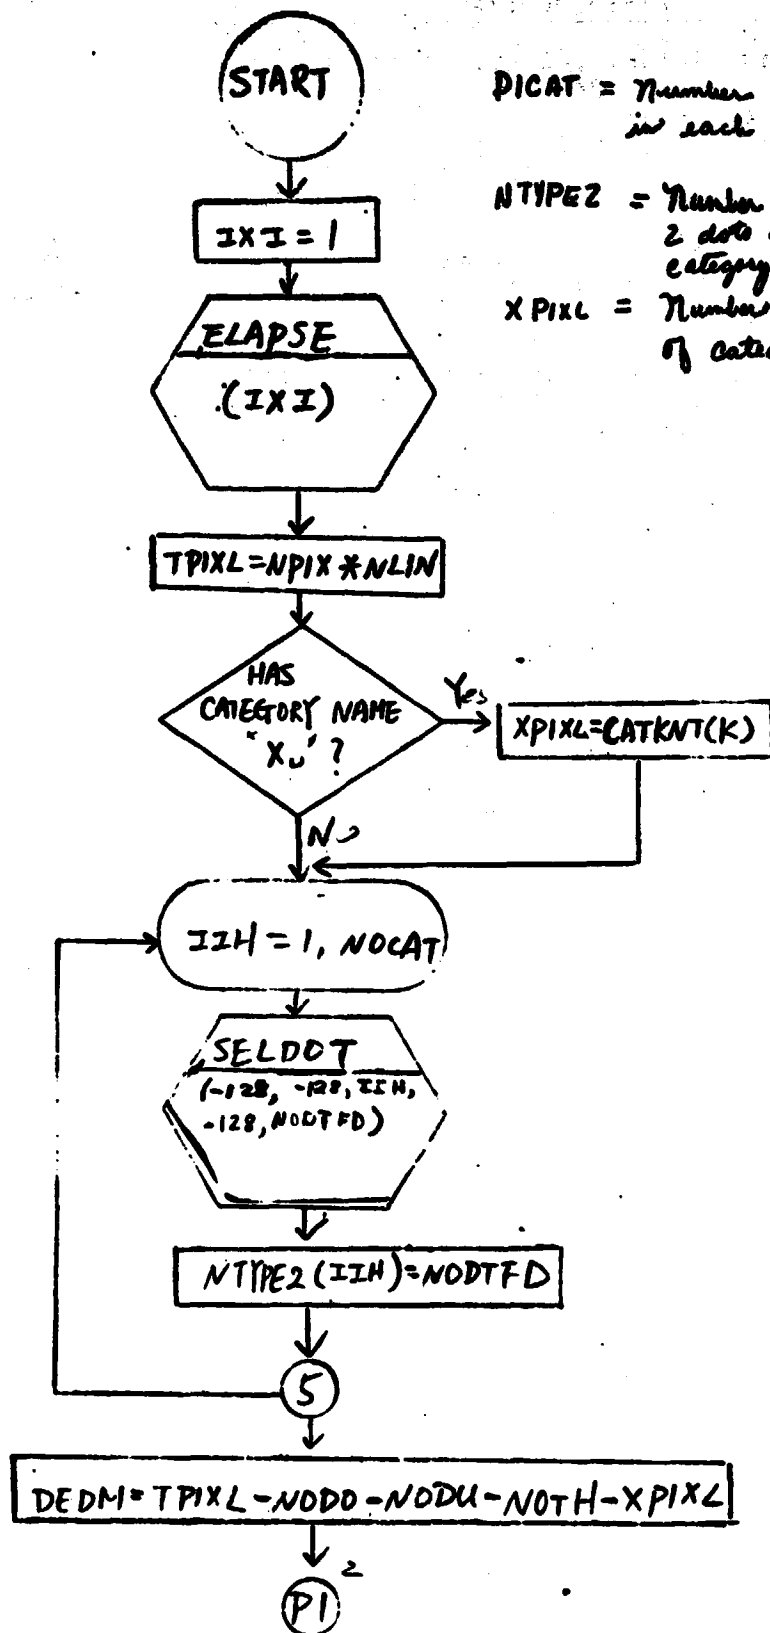 START
DICAT = Number
in each
IXI = 1
NTYPE2 = Number
2 dots
category
XPIXL = Number
of cate
ELAPSE
(IXI)
TPIXL=NPIX*NLIN
HAS
CATEGORY NAME
"X␣" ?
Yes
XPIXL=CATKNT(K)
No
IIH = 1, NOCAT
SELDOT
(-128, -128, IIH,
-128, NODTFD)
NTYPE2(IIH)=NODTFD
5
DEDM=TPIXL-NODO-NODU-NOTH-XPIXL
2
P1